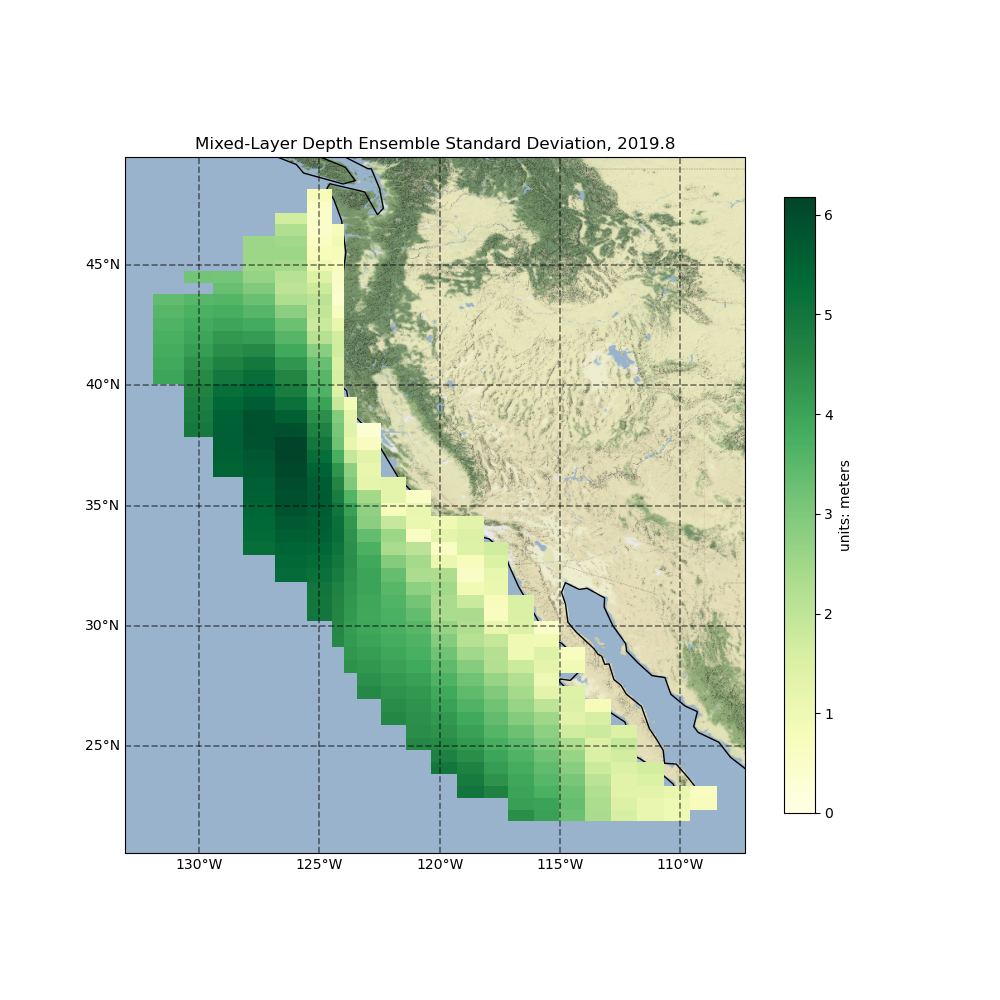 Mixed-Layer Depth Ensemble Standard Deviation, 2019.8
45°N
40°N
35°N
30°N
25°N
130°W
125°W
120°W
115°W
110°W
6
5
4
3
2
1
0
units: meters